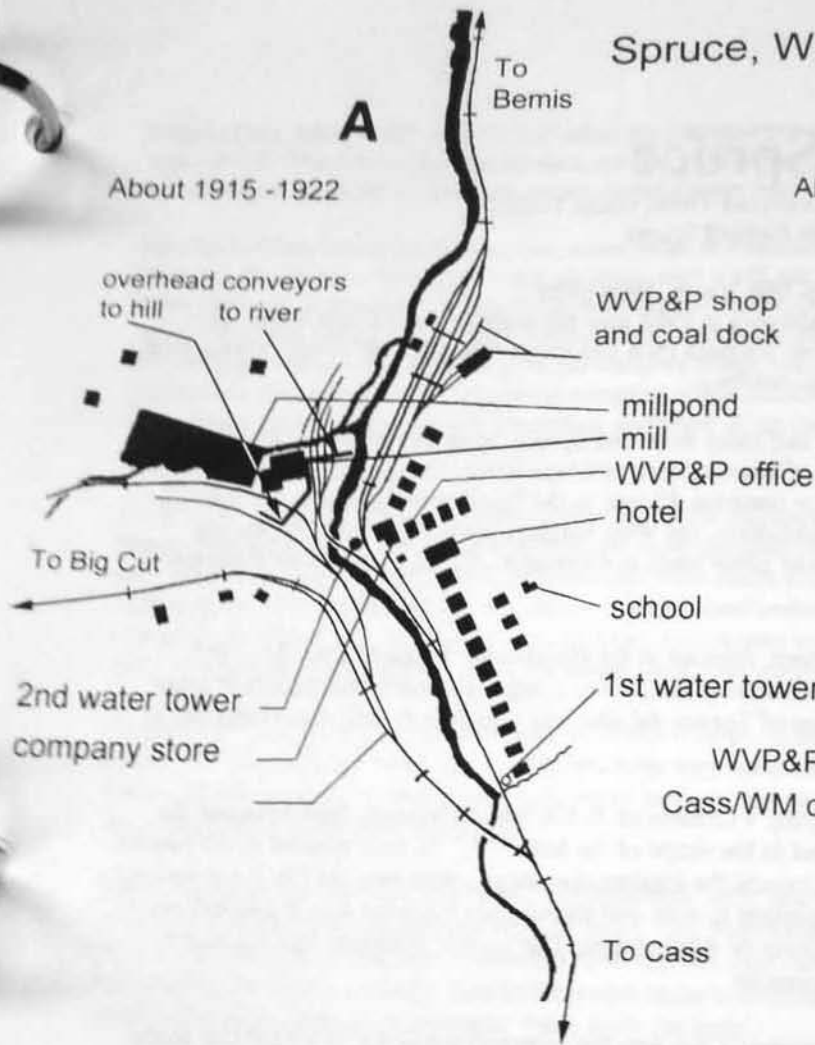 Spruce, W
To
Bemis
A
About 1915 -1922
overhead conveyors
to hill to river
WVP&P shop
and coal dock
millpond
mill
WVP&P office
hotel
To Big Cut
school
2nd water tower
1st water tower
company store
WVP&P
Cass/WM
To Cass